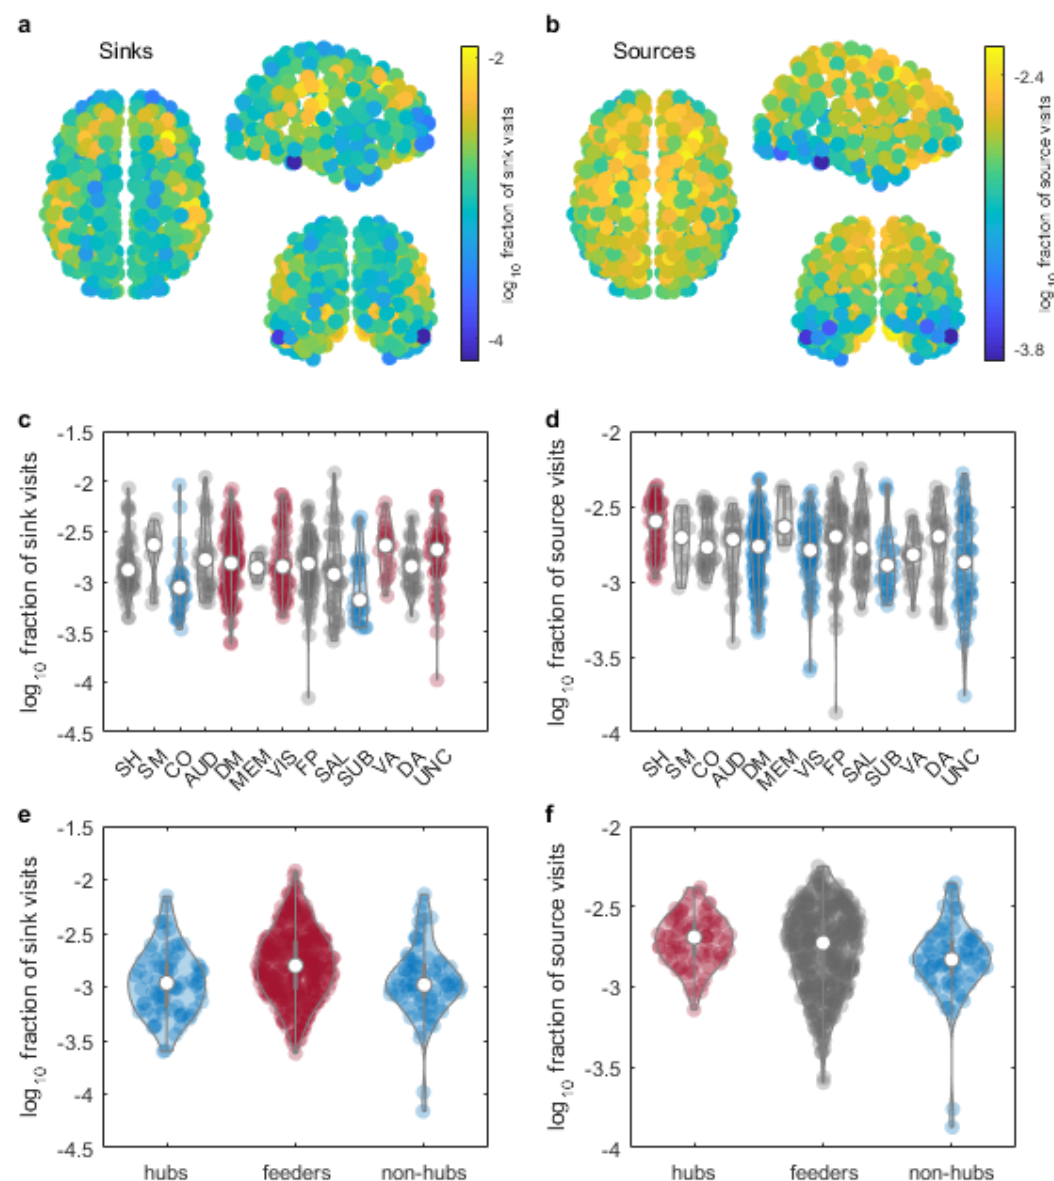 a
Sinks
-2
-4
log10 fraction of sink visits
b
Sources
-2.4
-3.8
log10 fraction of source visits
c
-1.5
-2
-2.5
-3
-3.5
-4
-4.5
log10 fraction of sink visits
SH SM CO AUD DM MEM VIS FP SAL SUB VA DA UNC
d
-2
-2.5
-3
-3.5
-4
log10 fraction of source visits
SH SM CO AUD DM MEM VIS FP SAL SUB VA DA UNC
e
-1.5
-2
-2.5
-3
-3.5
-4
-4.5
log10 fraction of sink visits
hubs feeders non-hubs
f
-2
-2.5
-3
-3.5
-4
log10 fraction of source visits
hubs feeders non-hubs